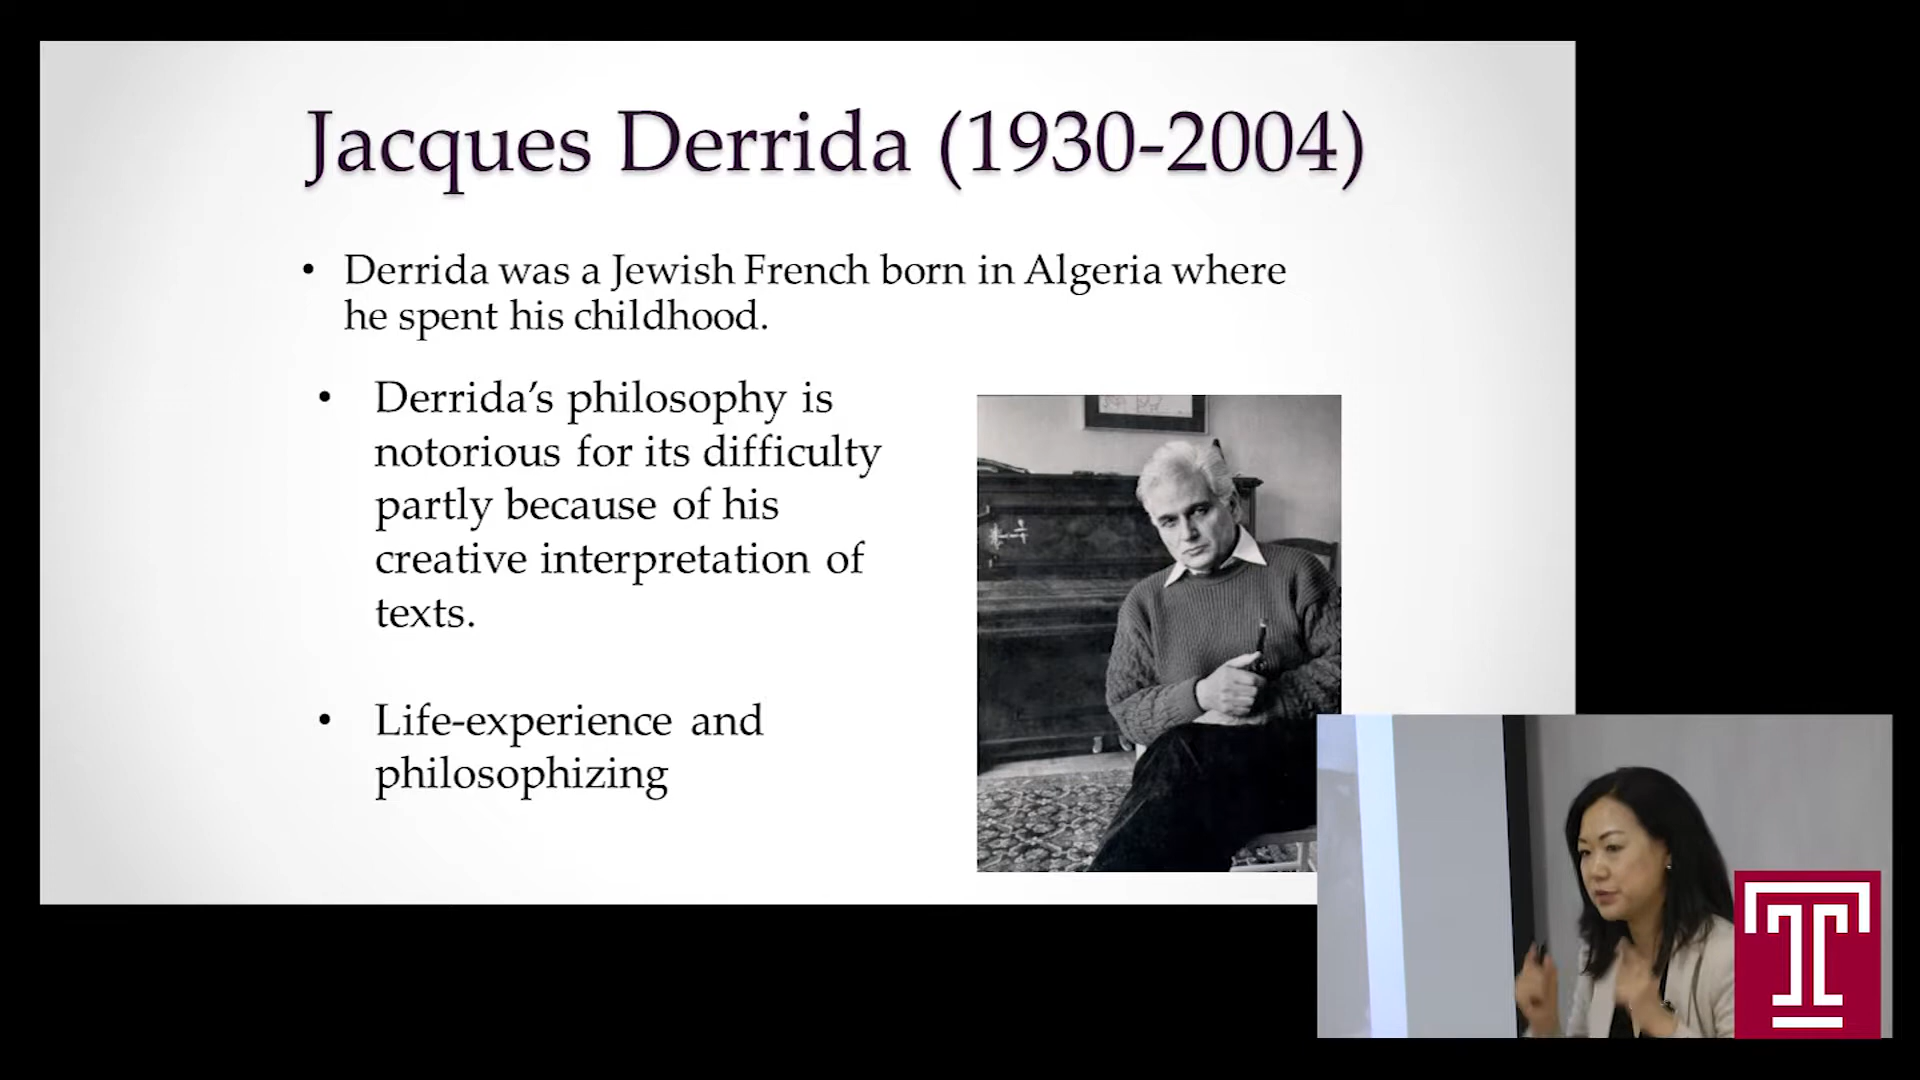 Jacques Derrida (1930-2004)
• Derrida was a Jewish French born in Algeria where
he spent his childhood.
• Derrida’s philosophy is
notorious for its difficulty
partly because of his
creative interpretation of
texts.
• Life-experience and
philosophizing
T